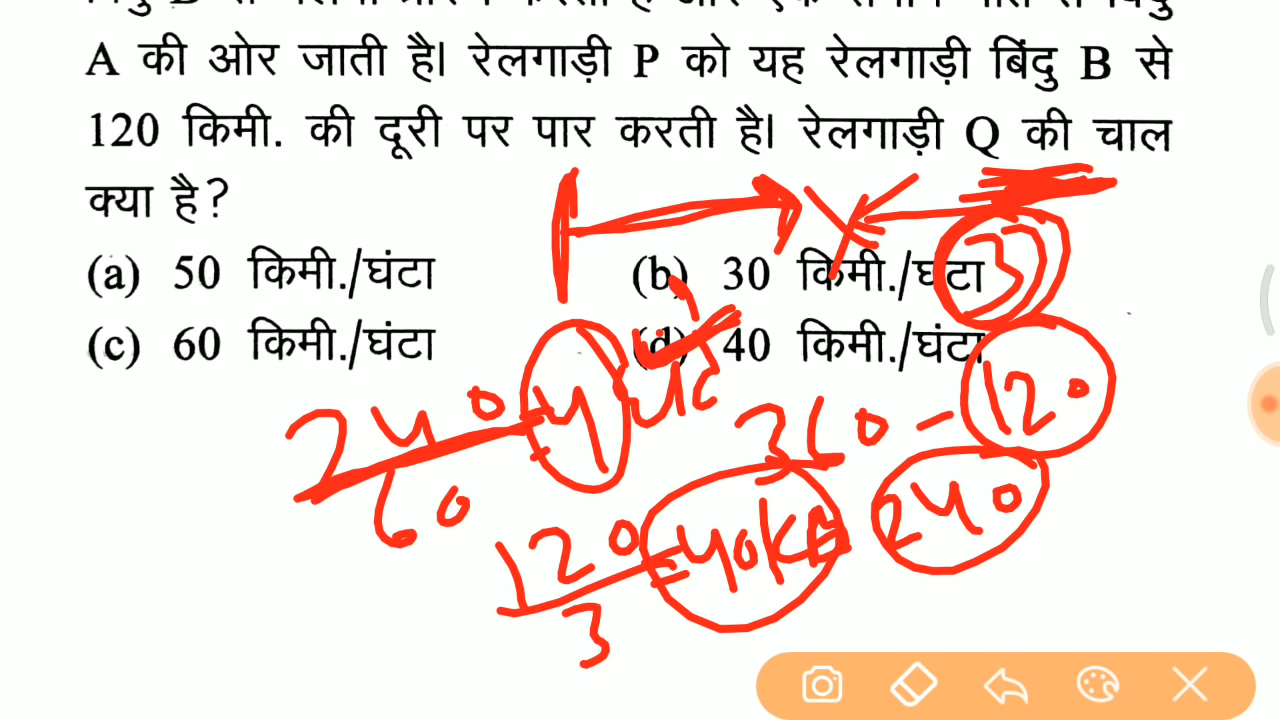 A की ओर जाती है। रेलगाड़ी P को यह रेलगाड़ी बिंदु B से
120 किमी. की दूरी पर पार करती है। रेलगाड़ी Q की चाल
क्या है?
(a) 50 किमी./घंटा (b) 30 किमी./घंटा
(c) 60 किमी./घंटा (d) 40 किमी./घंटा
3
240/60 = 4 घंटे
360 - 120
240
120/3 = 40